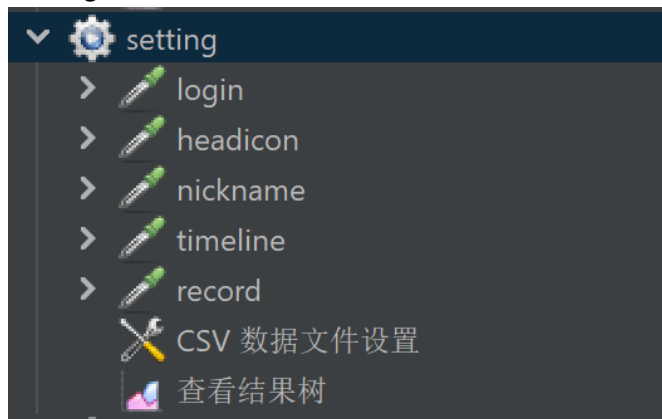 setting
login
headicon
nickname
timeline
record
CSV 数据文件设置
查看结果树